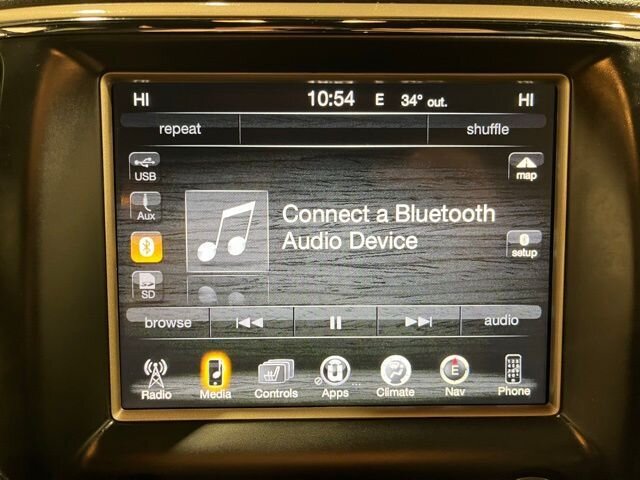 HI 10:54 E 34° out. HI
repeat shuffle
USB
map
Aux
Connect a Bluetooth
Audio Device
setup
SD
browse audio
Radio Media Controls Apps Climate Nav Phone
E